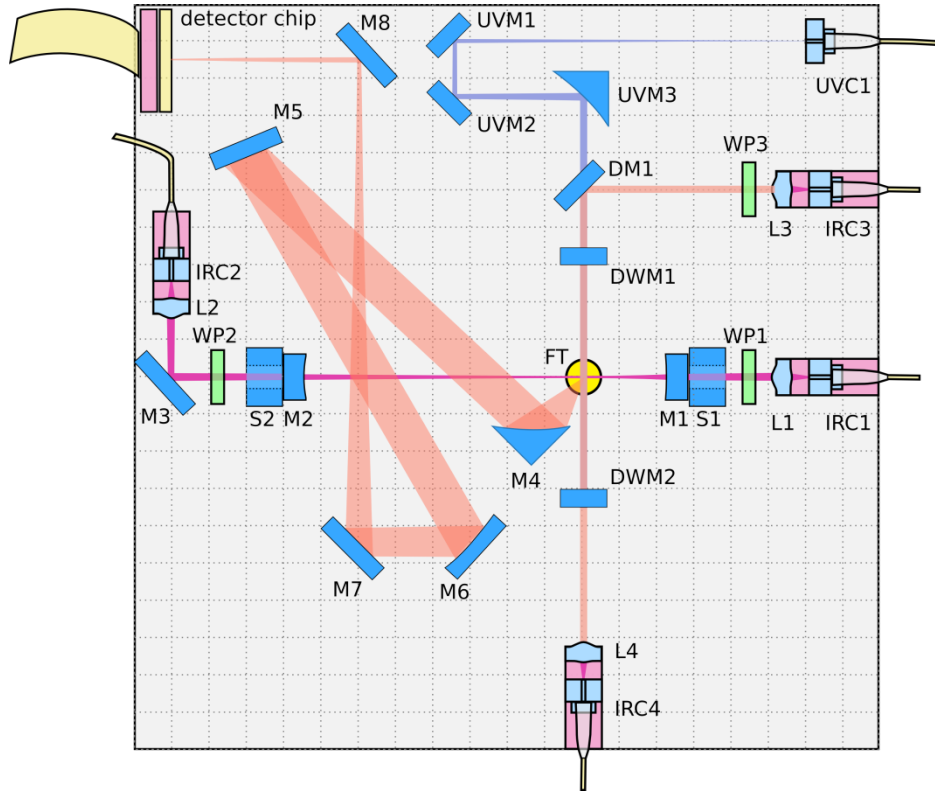 detector chip
M8
UVM1
UVC1
UVM2
UVM3
M5
WP3
DM1
L3
IRC3
IRC2
DWM1
L2
WP2
FT
WP1
M3
S2
M2
M1
S1
L1
IRC1
M4
DWM2
M7
M6
L4
IRC4